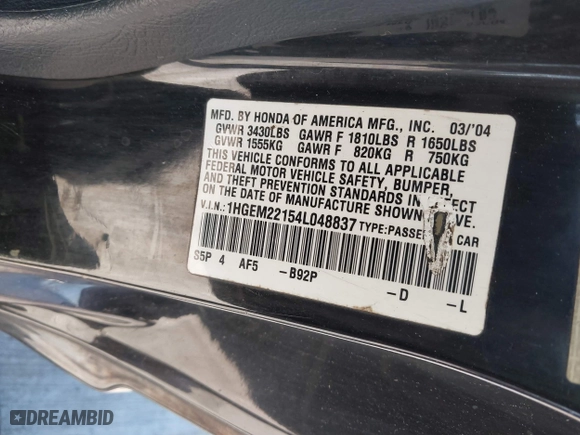 MFD. BY HONDA OF AMERICA MFG., INC. 03/'04
GVWR 3430LBS GAWR F 1810LBS R 1650LBS
GVWR 1555KG GAWR F 820KG R 750KG
THIS VEHICLE CONFORMS TO ALL APPLICABLE
FEDERAL MOTOR VEHICLE SAFETY, BUMPER,
AND THEFT PREVENTION STANDARDS IN EFFECT
ON THE DATE OF MANUFACTURE SHOWN ABOVE.
V.I.N.: 1HGEM22154L048837 TYPE: CAR
S5P 4 AF5 -B92P -D -L
DREAMBID